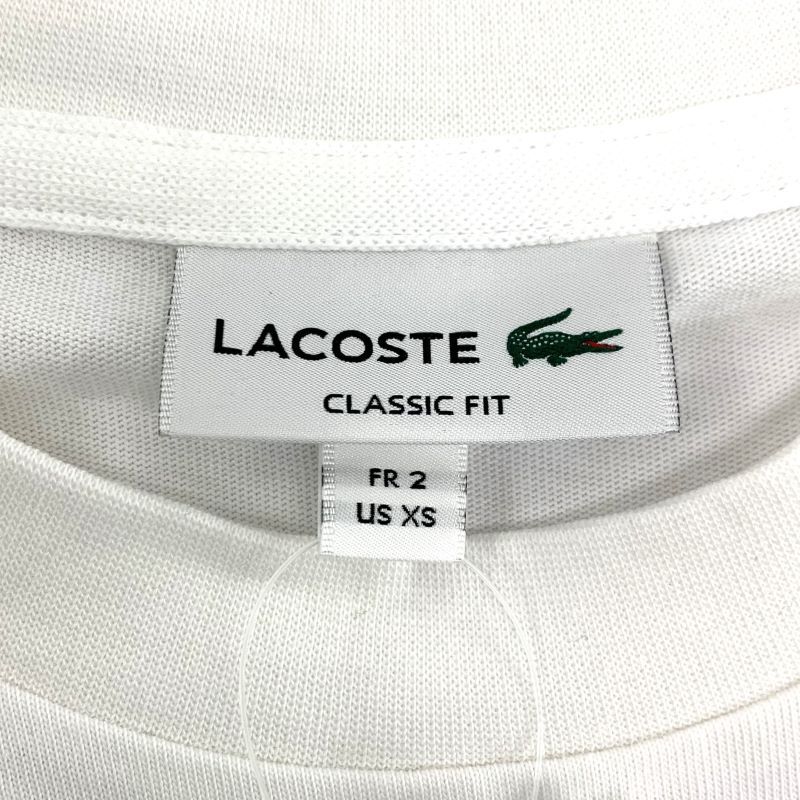 LACOSTE
CLASSIC FIT
FR 2
US XS